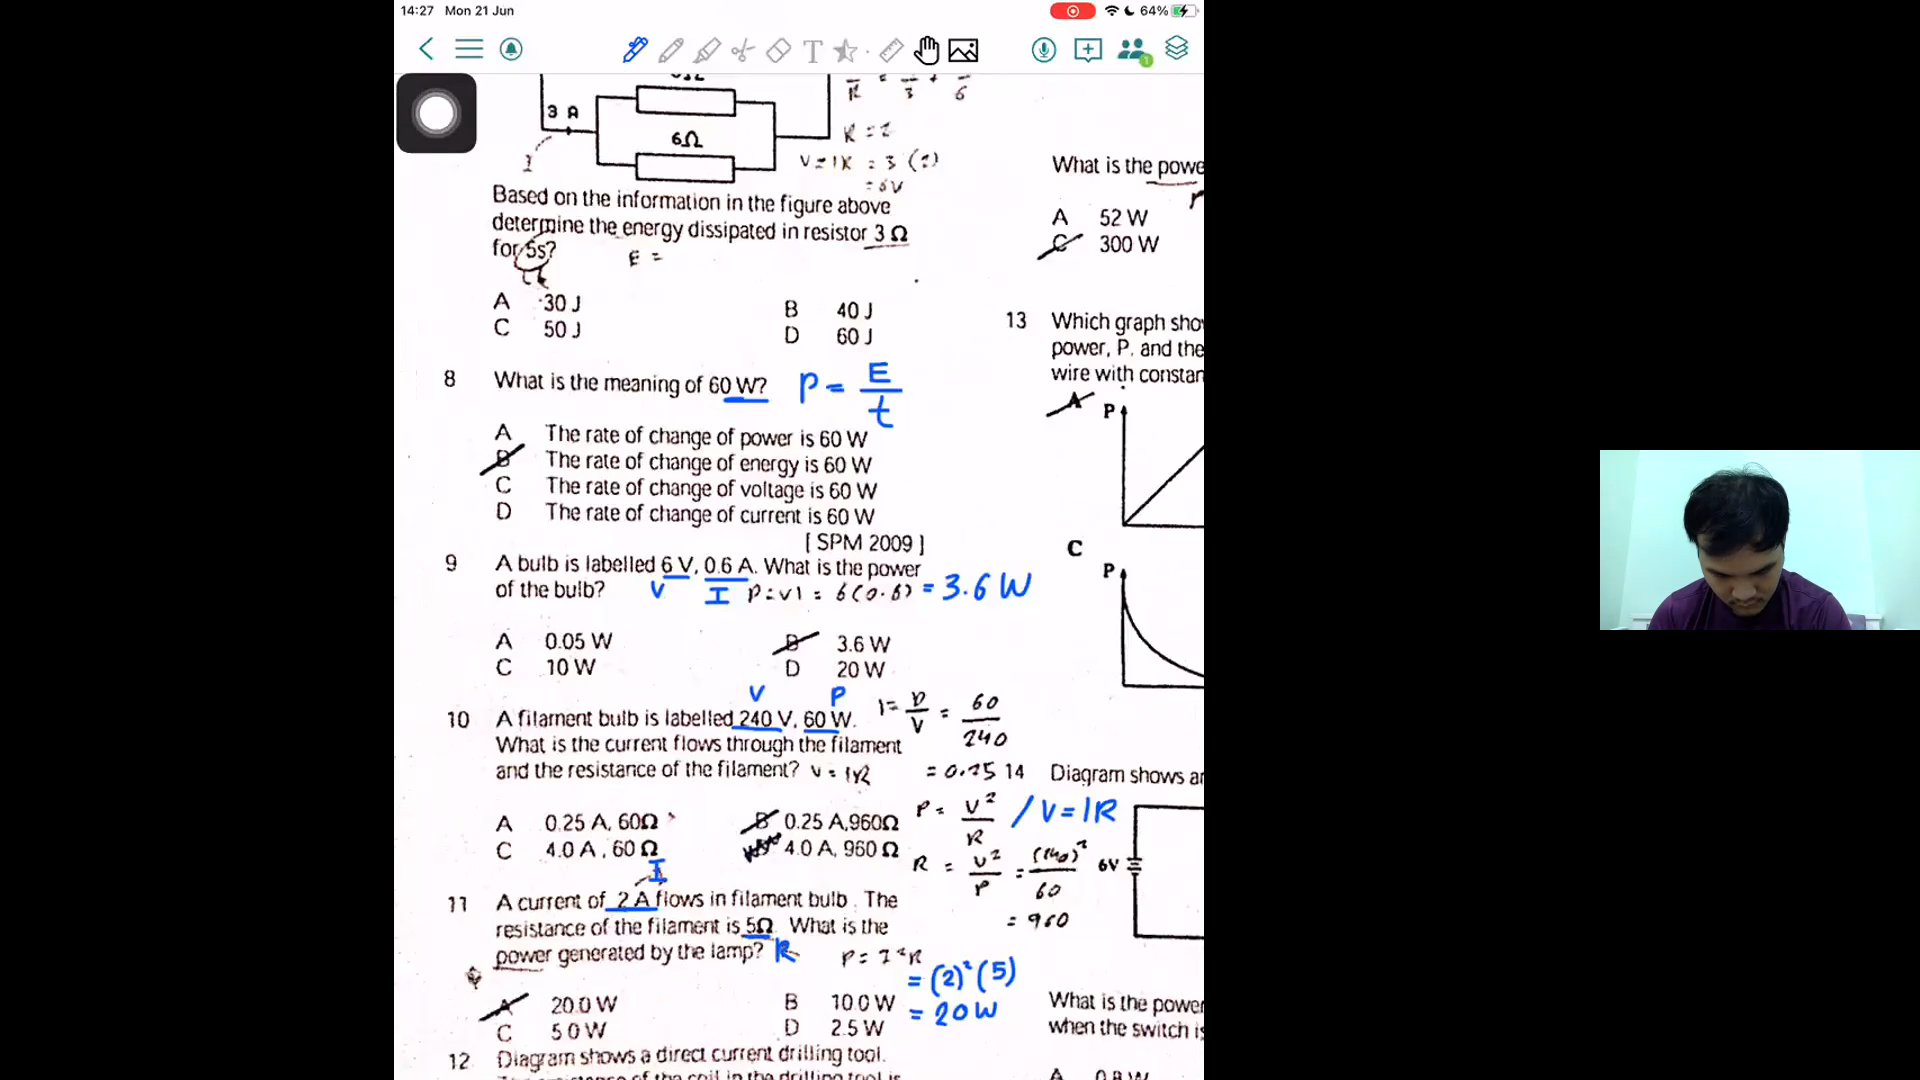 14:27 Mon 21 Jun
64%
T
1
3 A
6Ω
I
R = 3 + 6
R = 2
V = IR = 3 (2)
= 6V
Based on the information in the figure above
determine the energy dissipated in resistor 3 Ω
for 5s?
E =
t
A 30 J
B 40 J
C 50 J
D 60 J
8 What is the meaning of 60 W?
P = E / t
A The rate of change of power is 60 W
B The rate of change of energy is 60 W
C The rate of change of voltage is 60 W
D The rate of change of current is 60 W
[ SPM 2009 ]
9 A bulb is labelled 6 V, 0.6 A. What is the power
of the bulb?
V I P = VI = 6(0.6) = 3.6 W
A 0.05 W
B 3.6 W
C 10 W
D 20 W
V P
10 A filament bulb is labelled 240 V, 60 W.
What is the current flows through the filament
and the resistance of the filament? V = IR
I = P / V = 60 / 240
= 0.25
P = V² / R / V = IR
R = V² / P = (240)² / 60
= 960
A 0.25 A, 60Ω
B 0.25 A,960Ω
C 4.0 A , 60 Ω
4.0 A, 960 Ω
I
11 A current of 2 A flows in filament bulb . The
resistance of the filament is 5Ω What is the
power generated by the lamp? R
P = I²R
= (2)² (5)
= 20 W
A 20.0 W
B 10.0 W
C 5.0 W
D 2.5 W
12 Diagram shows a direct current drilling tool.
What is the powe
A 52 W
C 300 W
13 Which graph sho
power, P. and the
wire with constan
A P
C
P
14 Diagram shows a
6V
What is the power
when the switch is
A 0.8 W